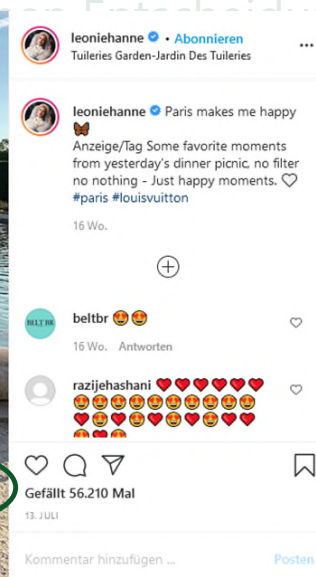 leoniehanne • Abonnieren
Tuileries Garden-Jardin Des Tuileries
leoniehanne Paris makes me happy
Anzeige/Tag Some favorite moments
from yesterday's dinner picnic, no filter
no nothing - Just happy moments. ♡
#paris #louisvuitton
16 Wo.
BELT BR
beltbr 😍😍
16 Wo. Antworten
razijehashani ❤❤❤❤❤❤
Gefällt 56.210 Mal
13. JULI
Kommentar hinzufügen ...
Posten